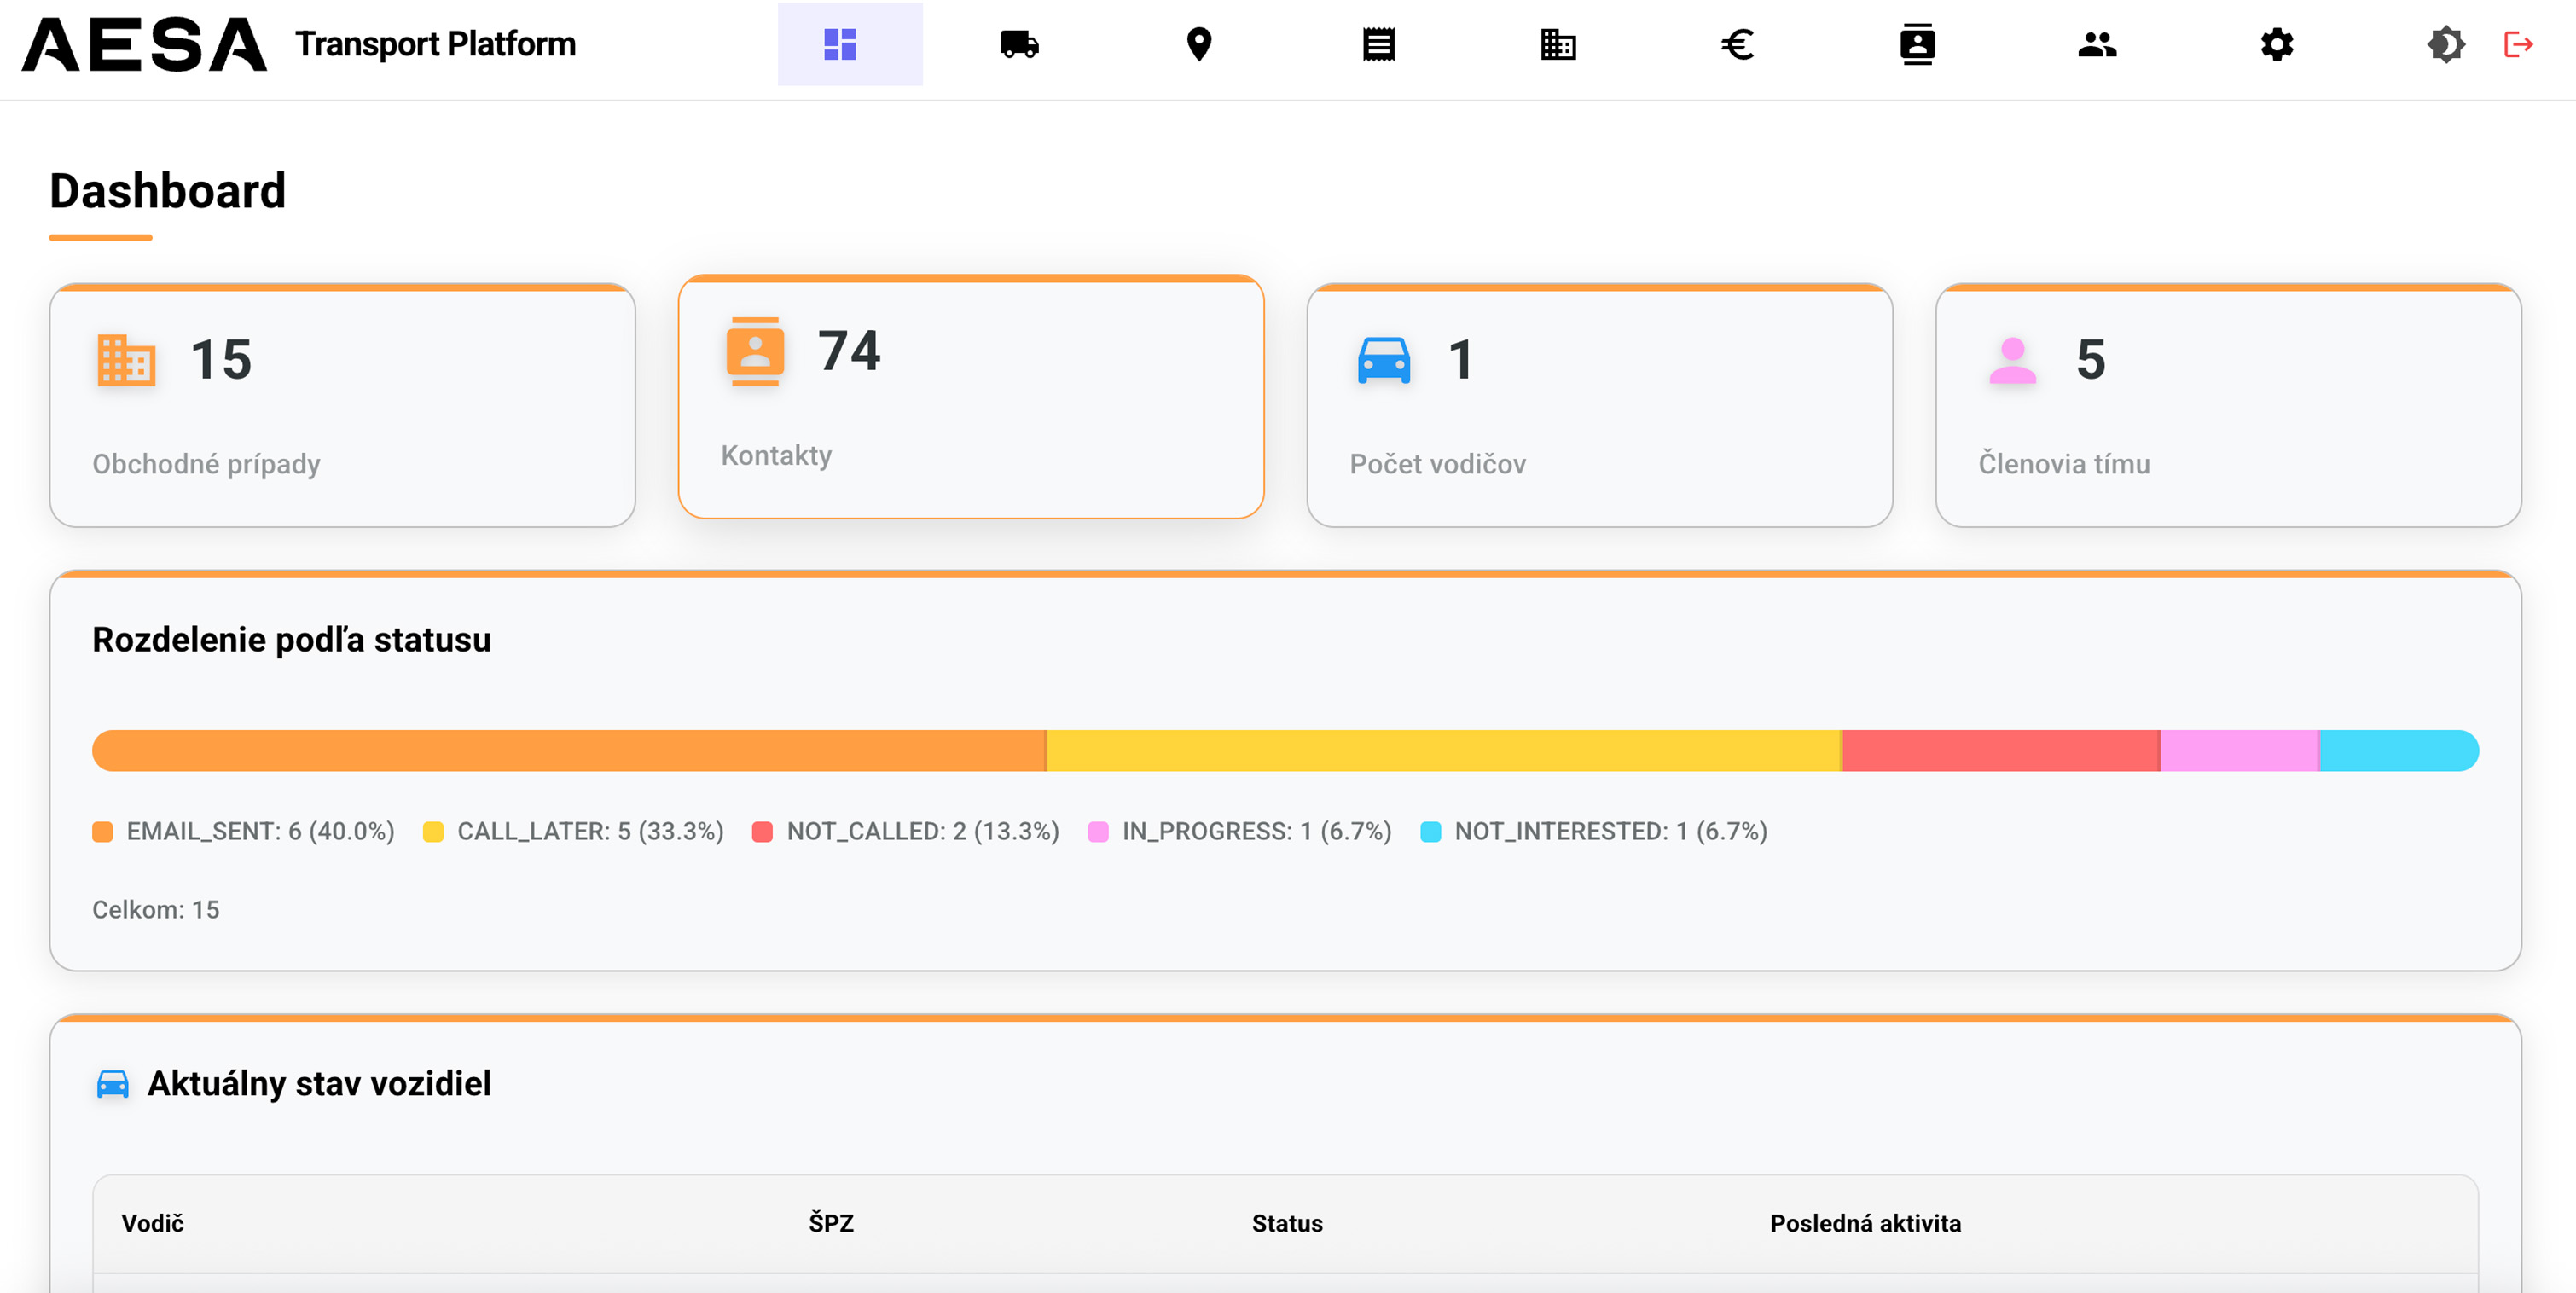 AESA Transport Platform
Dashboard
15
Obchodné prípady
74
Kontakty
1
Počet vodičov
5
Členovia tímu
Rozdelenie podľa statusu
EMAIL_SENT: 6 (40.0%) CALL_LATER: 5 (33.3%) NOT_CALLED: 2 (13.3%) IN_PROGRESS: 1 (6.7%) NOT_INTERESTED: 1 (6.7%)
Celkom: 15
Aktuálny stav vozidiel
Vodič ŠPZ Status Posledná aktivita